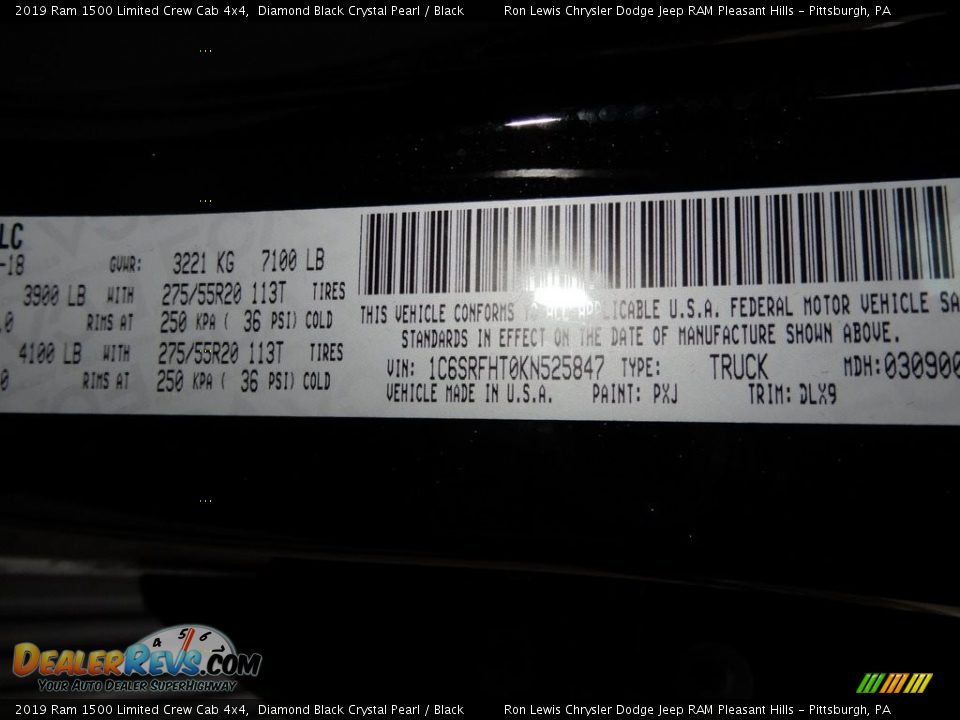 2019 Ram 1500 Limited Crew Cab 4x4,  Diamond Black Crystal Pearl / Black    Ron Lewis Chrysler Dodge Jeep RAM Pleasant Hills - Pittsburgh, PA
LC
-18 GVWR: 3221 KG 7100 LB
3900 LB WITH 275/55R20 113T TIRES
.0 RIMS AT 250 KPA ( 36 PSI) COLD
4100 LB WITH 275/55R20 113T TIRES
0 RIMS AT 250 KPA ( 36 PSI) COLD
THIS VEHICLE CONFORMS TO ALL APPLICABLE U.S.A. FEDERAL MOTOR VEHICLE SA
STANDARDS IN EFFECT ON THE DATE OF MANUFACTURE SHOWN ABOVE.
VIN: 1C6SRFHT0KN525847 TYPE: TRUCK MDH:030900
VEHICLE MADE IN U.S.A. PAINT: PXJ TRIM: DLX9
4 5 6
DEALERREVS.COM
YOUR AUTO DEALER SUPERHIGHWAY
2019 Ram 1500 Limited Crew Cab 4x4,  Diamond Black Crystal Pearl / Black    Ron Lewis Chrysler Dodge Jeep RAM Pleasant Hills - Pittsburgh, PA